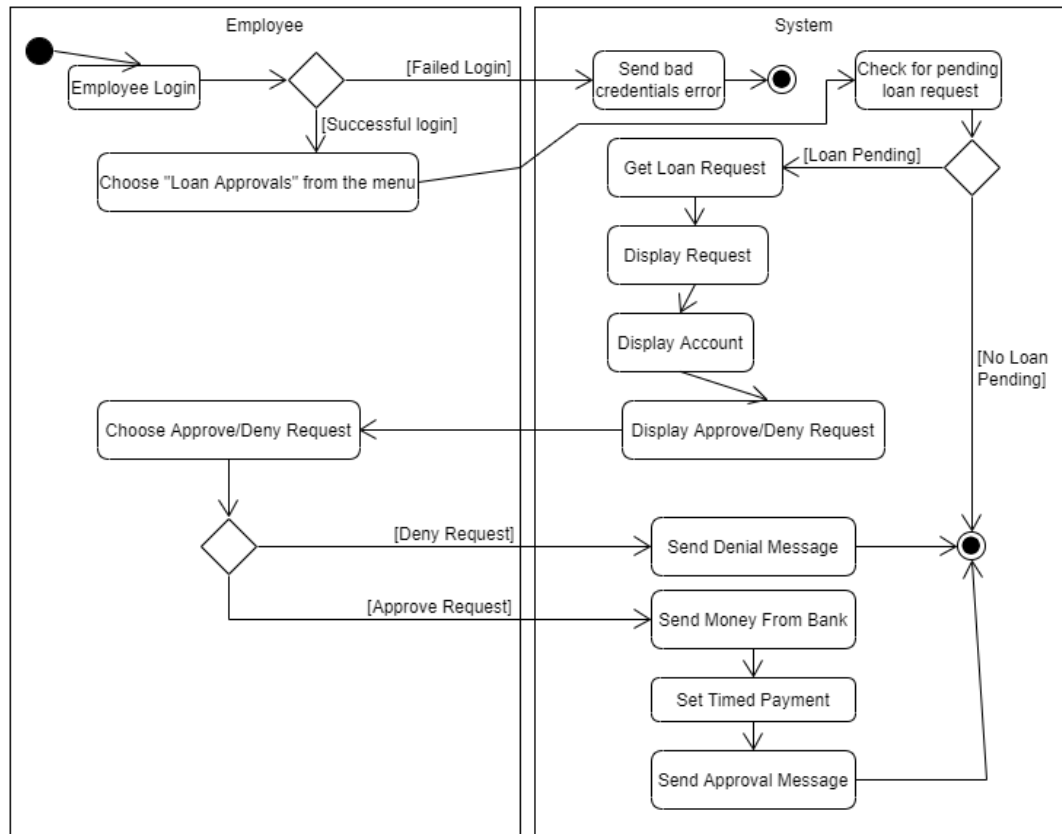 Employee
System
Employee Login
[Failed Login]
Send bad
credentials error
Check for pending
loan request
[Successful login]
Choose "Loan Approvals" from the menu
[Loan Pending]
Get Loan Request
Display Request
Display Account
[No Loan
Pending]
Choose Approve/Deny Request
Display Approve/Deny Request
[Deny Request]
Send Denial Message
[Approve Request]
Send Money From Bank
Set Timed Payment
Send Approval Message